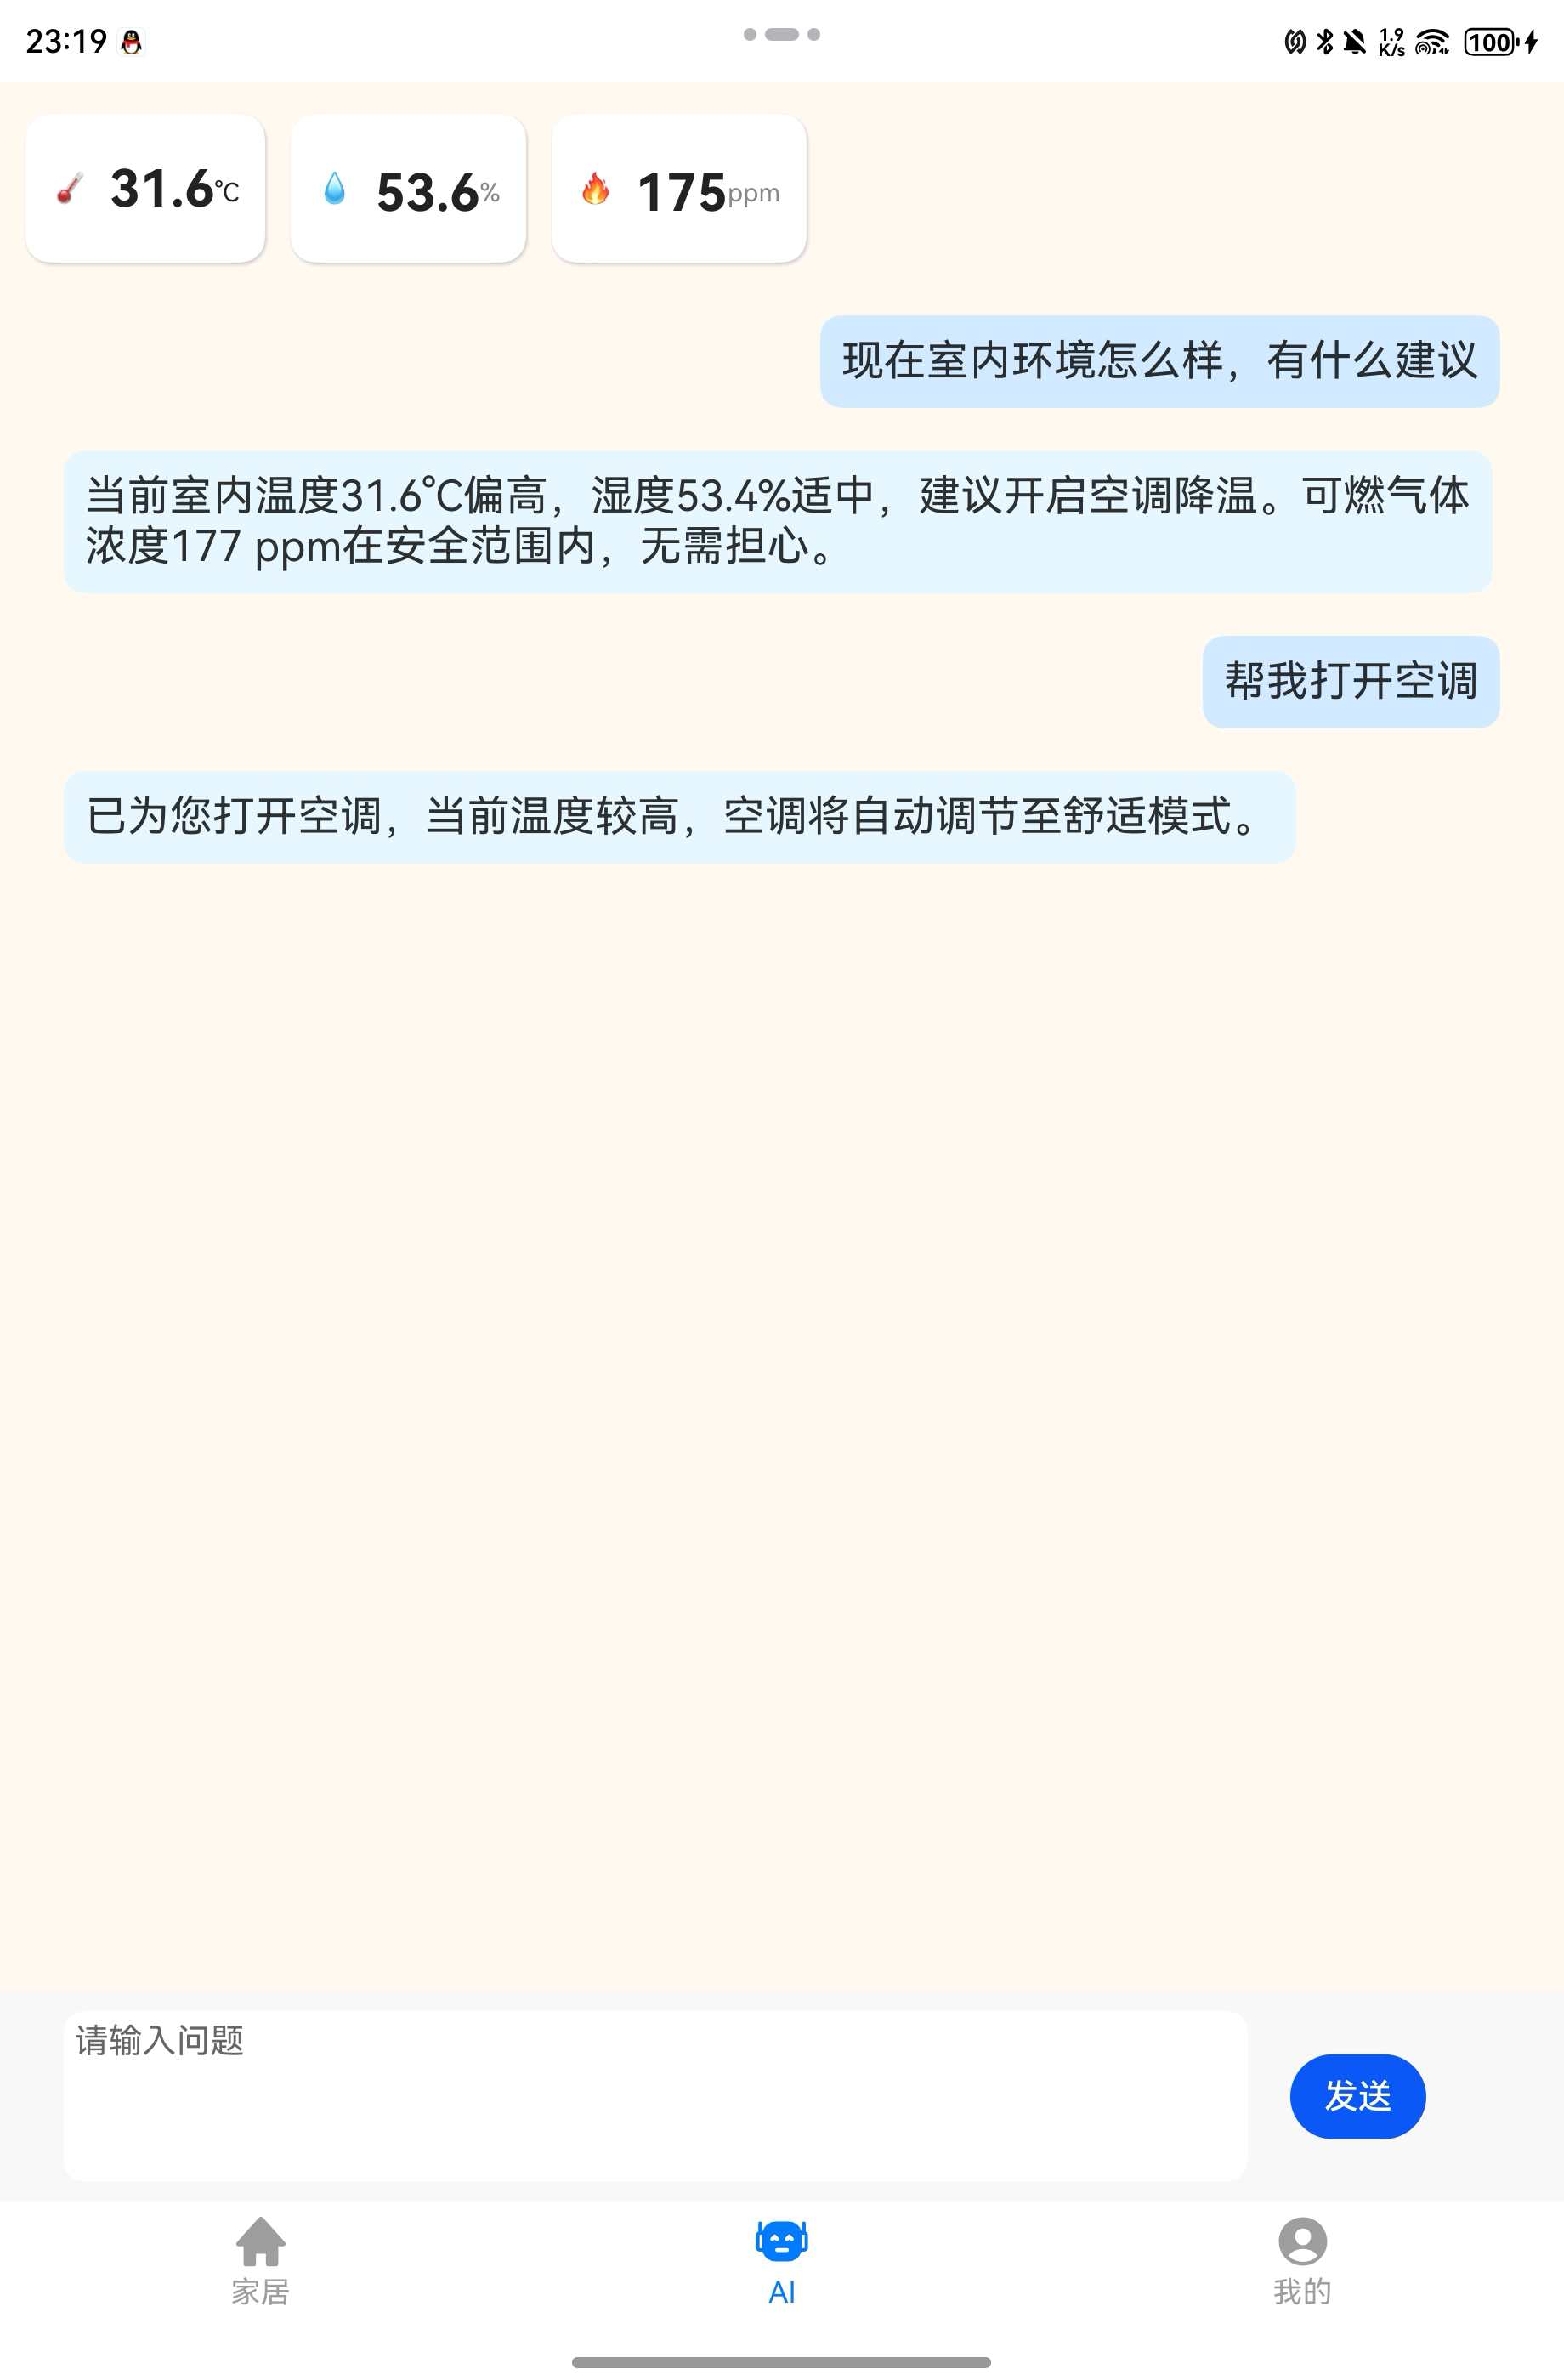 23:19
1.9 K/s
100
31.6℃
53.6%
175ppm
现在室内环境怎么样，有什么建议
当前室内温度31.6℃偏高，湿度53.4%适中，建议开启空调降温。可燃气体
浓度177 ppm在安全范围内，无需担心。
帮我打开空调
已为您打开空调，当前温度较高，空调将自动调节至舒适模式。
请输入问题
发送
家居
AI
我的